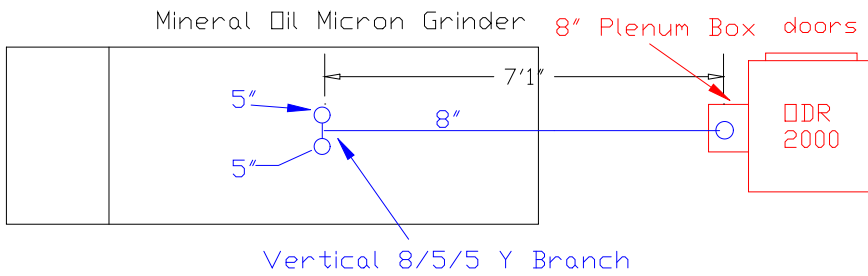 Mineral Oil Micron Grinder
8" Plenum Box doors
7'1"
5"
8"
ODR
2000
5"
Vertical 8/5/5 Y Branch